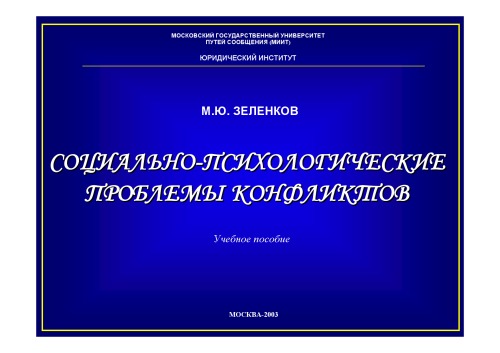 МОСКОВСКИЙ ГОСУДАРСТВЕННЫЙ УНИВЕРСИТЕТ
ПУТЕЙ СООБЩЕНИЯ (МИИТ)
ЮРИДИЧЕСКИЙ ИНСТИТУТ
М.Ю. ЗЕЛЕНКОВ
СОЦИАЛЬНО-ПСИХОЛОГИЧЕСКИЕ
ПРОБЛЕМЫ КОНФЛИКТОВ
Учебное пособие
МОСКВА-2003